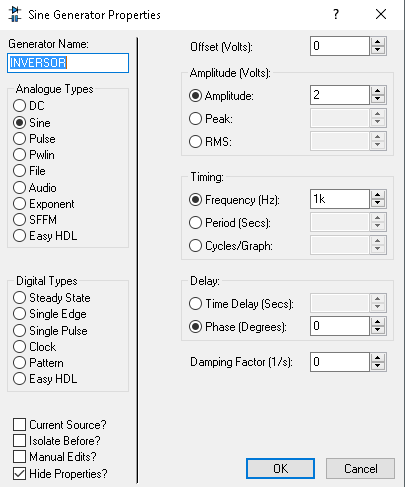 Sine Generator Properties
?
Generator Name:
INVERSOR
Analogue Types
DC
Sine
Pulse
Pwlin
File
Audio
Exponent
SFFM
Easy HDL
Digital Types
Steady State
Single Edge
Single Pulse
Clock
Pattern
Easy HDL
Current Source?
Isolate Before?
Manual Edits?
Hide Properties?
Offset (Volts): 0
Amplitude (Volts):
Amplitude: 2
Peak:
RMS:
Timing:
Frequency (Hz): 1k
Period (Secs):
Cycles/Graph:
Delay:
Time Delay (Secs):
Phase (Degrees): 0
Damping Factor (1/s): 0
OK Cancel